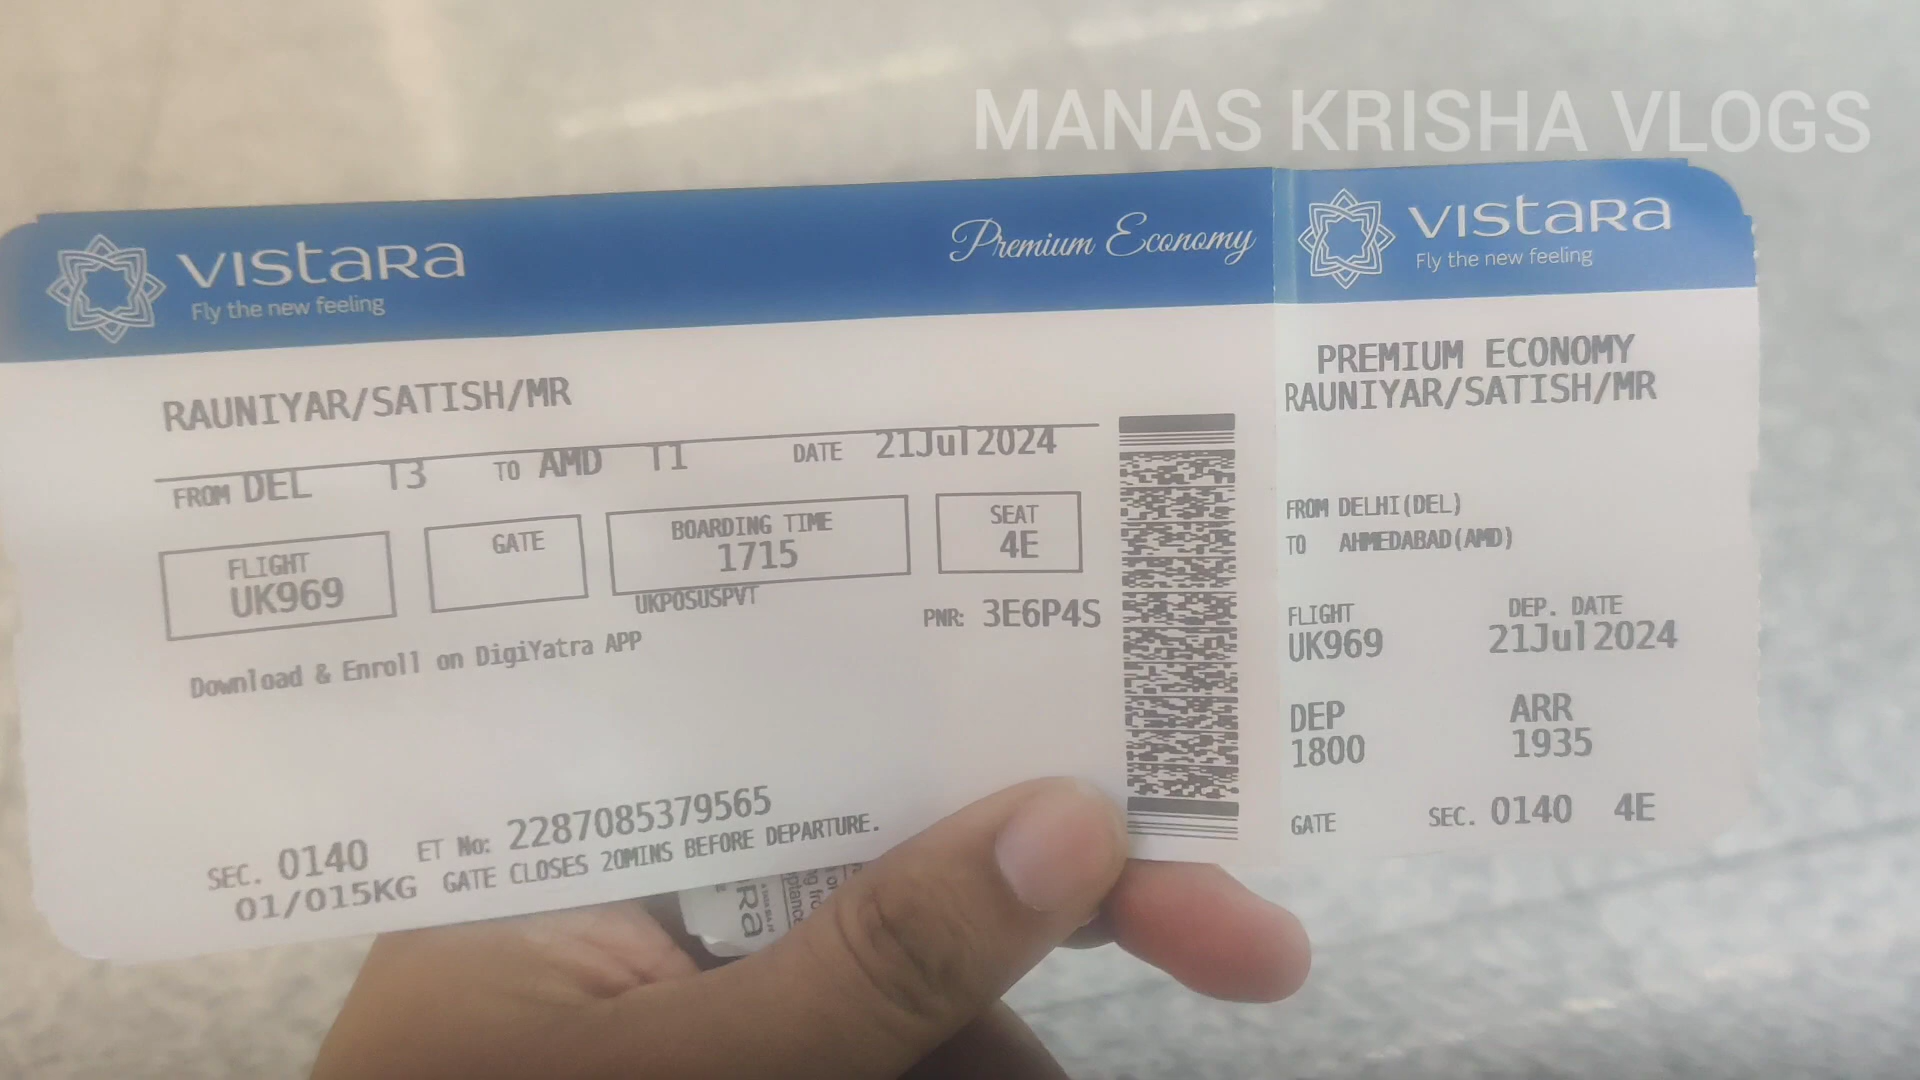 MANAS KRISHA VLOGS
VISTARA
Fly the new feeling
Premium Economy
RAUNIYAR/SATISH/MR
FROM DEL T3 TO AMD T1 DATE 21Jul2024
FLIGHT
UK969
GATE
BOARDING TIME
1715
SEAT
4E
UKPOSUSPVT
PNR: 3E6P4S
Download & Enroll on DigiYatra APP
SEC. 0140 ET No: 2287085379565
01/015KG GATE CLOSES 20MINS BEFORE DEPARTURE.
VISTARA
Fly the new feeling
PREMIUM ECONOMY
RAUNIYAR/SATISH/MR
FROM DELHI(DEL)
TO AHMEDABAD(AMD)
FLIGHT DEP. DATE
UK969 21Jul2024
DEP ARR
1800 1935
GATE SEC. 0140 4E